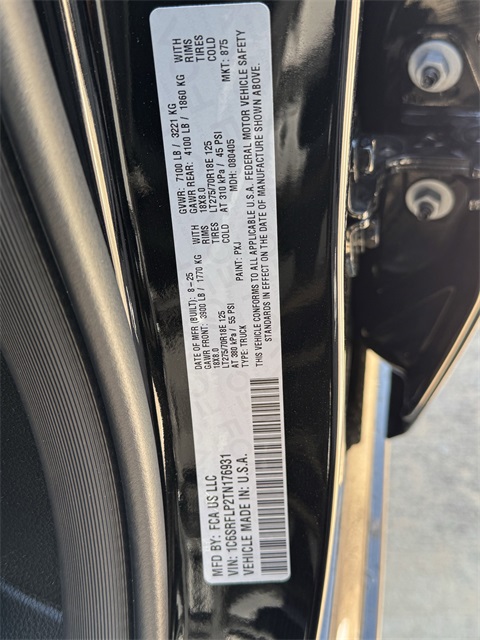 MFD BY: FCA US LLC
VIN: 1C6SRFLP2TN176931
VEHICLE MADE IN: U.S.A.
DATE OF MFR (BUILT): 8-25 GVWR: 7100 LB / 3221 KG
GAWR FRONT: 3900 LB / 1770 KG WITH GAWR REAR: 4100 LB / 1860 KG WITH
18X8.0 RIMS 18X8.0 RIMS
LT275/70R18E 125 TIRES LT275/70R18E 125 TIRES
AT 380 kPa / 55 PSI COLD AT 310 kPa / 45 PSI COLD
TYPE: TRUCK PAINT: PXJ MDH: 080405 MKT: 875
THIS VEHICLE CONFORMS TO ALL APPLICABLE U.S.A. FEDERAL MOTOR VEHICLE SAFETY
STANDARDS IN EFFECT ON THE DATE OF MANUFACTURE SHOWN ABOVE.